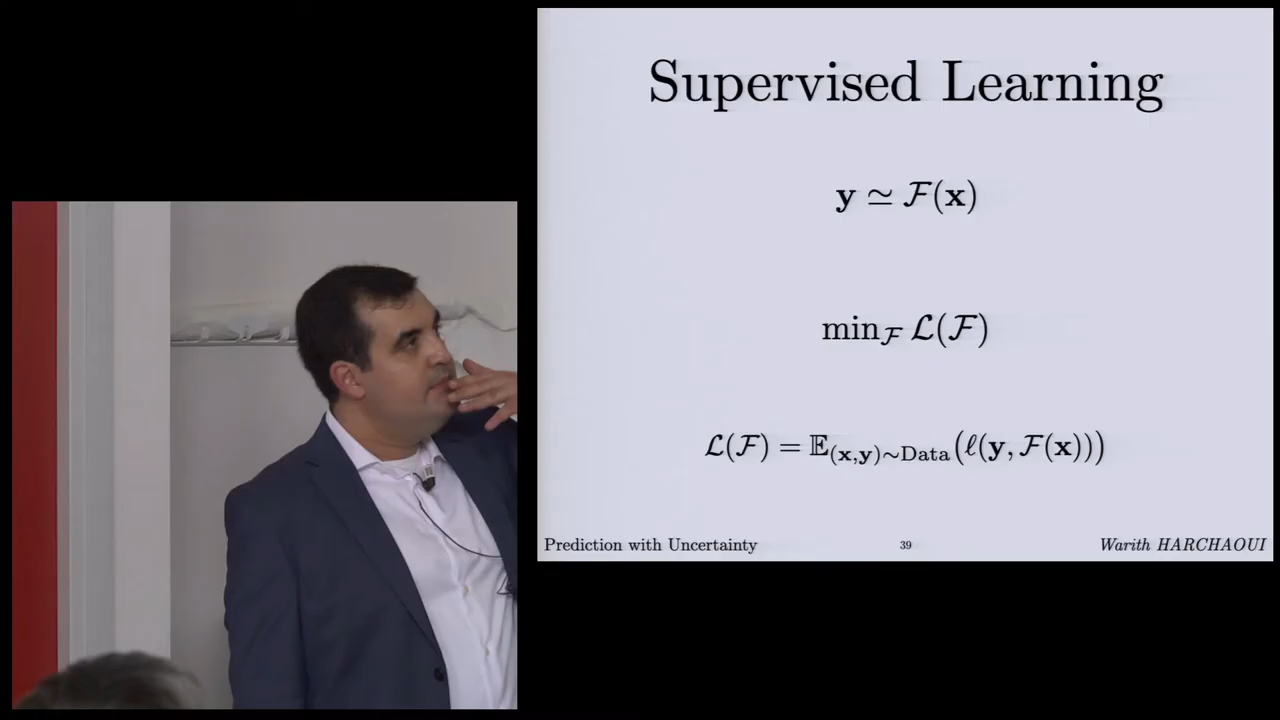 Supervised Learning
y ≃ 𝓕(x)
min_𝓕 𝓛(𝓕)
𝓛(𝓕) = 𝔼_(x,y)∼Data(ℓ(y, 𝓕(x)))
Prediction with Uncertainty 39 Warith HARCHAOUI